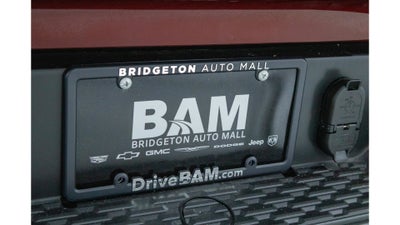 BRIDGETON AUTO MALL
BAM
BRIDGETON AUTO MALL
GMC DODGE Jeep
DriveBAM.com